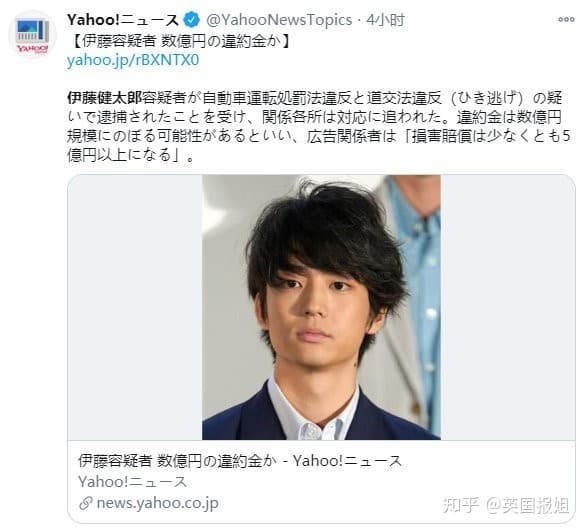 Yahoo!ニュース @YahooNewsTopics · 4小时
【伊藤容疑者 数億円の違約金か】
yahoo.jp/rBXNTX0
伊藤健太郎容疑者が自動車運転処罰法違反と道交法違反（ひき逃げ）の疑
いで逮捕されたことを受け、関係各所は対応に追われた。違約金は数億円
規模にのぼる可能性があるといい、広告関係者は「損害賠償は少なくとも5
億円以上になる」。
伊藤容疑者 数億円の違約金か - Yahoo!ニュース
Yahoo!ニュース
news.yahoo.co.jp
知乎 @英国报姐